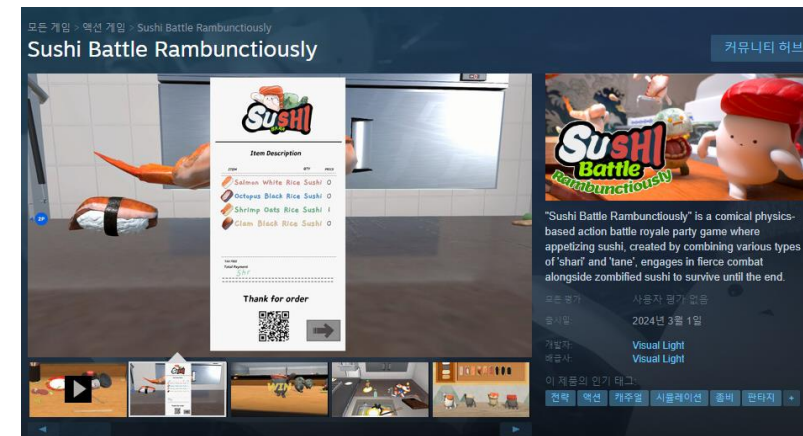 모든 게임 > 액션 게임 > Sushi Battle Rambunctiously
Sushi Battle Rambunctiously
커뮤니티 허브
SusHI
Item Description
ITEM QTY PRICE
Salmon White Rice Sushi 0
Octopus Black Rice Sushi 0
Shrimp Oats Rice Sushi 1
Clam Black Rice Sushi 0
Total Payment
Thank for order
2P
WIN
SusHI
Battle
Rambunctiously
"Sushi Battle Rambunctiously" is a comical physics-
based action battle royale party game where
appetizing sushi, created by combining various types
of 'shari' and 'tane', engages in fierce combat
alongside zombified sushi to survive until the end.
모든 평가: 사용자 평가 없음
출시일: 2024년 3월 1일
개발자: Visual Light
배급사: Visual Light
이 제품의 인기 태그:
전략 액션 캐주얼 시뮬레이션 좀비 판타지 +